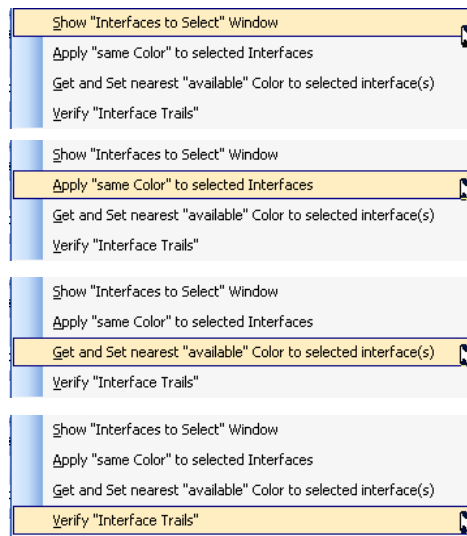 Show "Interfaces to Select" Window
Apply "same Color" to selected Interfaces
Get and Set nearest "available" Color to selected interface(s)
Verify "Interface Trails"
Show "Interfaces to Select" Window
Apply "same Color" to selected Interfaces
Get and Set nearest "available" Color to selected interface(s)
Verify "Interface Trails"
Show "Interfaces to Select" Window
Apply "same Color" to selected Interfaces
Get and Set nearest "available" Color to selected interface(s)
Verify "Interface Trails"
Show "Interfaces to Select" Window
Apply "same Color" to selected Interfaces
Get and Set nearest "available" Color to selected interface(s)
Verify "Interface Trails"